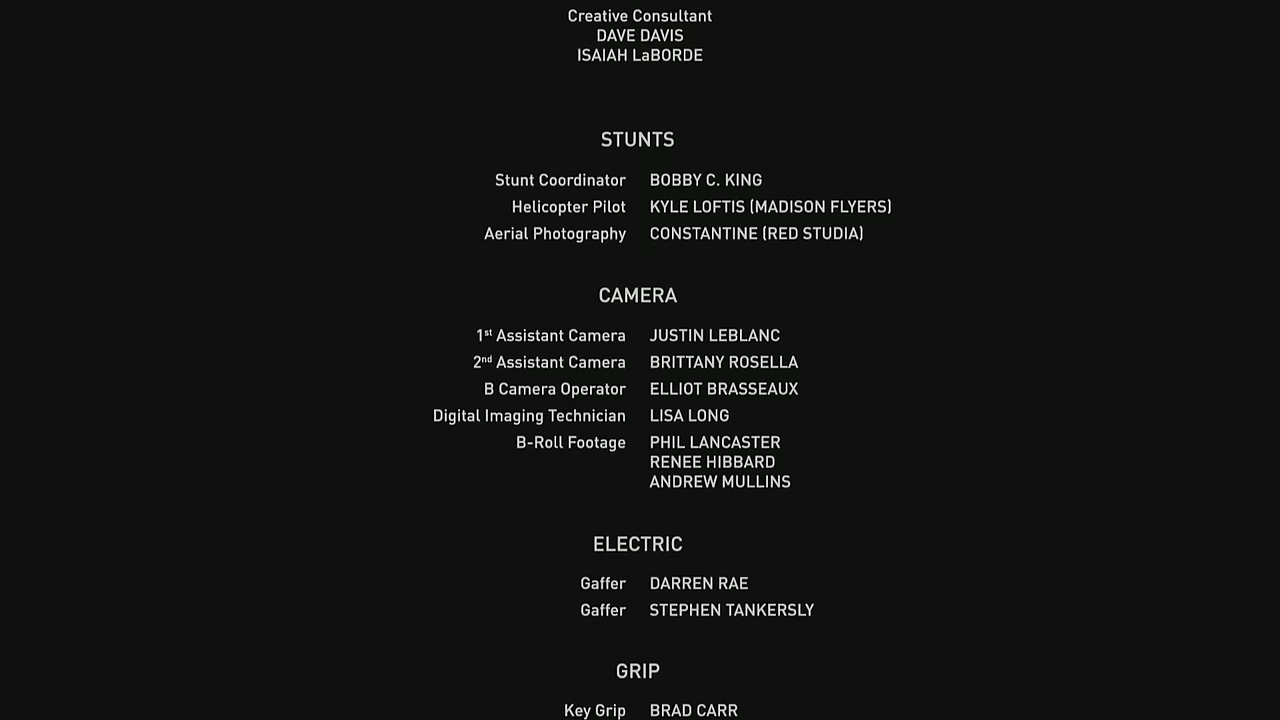 Creative Consultant
DAVE DAVIS
ISAIAH LaBORDE
STUNTS
Stunt Coordinator BOBBY C. KING
Helicopter Pilot KYLE LOFTIS (MADISON FLYERS)
Aerial Photography CONSTANTINE (RED STUDIA)
CAMERA
1st Assistant Camera JUSTIN LEBLANC
2nd Assistant Camera BRITTANY ROSELLA
B Camera Operator ELLIOT BRASSEAUX
Digital Imaging Technician LISA LONG
B-Roll Footage PHIL LANCASTER
RENEE HIBBARD
ANDREW MULLINS
ELECTRIC
Gaffer DARREN RAE
Gaffer STEPHEN TANKERSLY
GRIP
Key Grip BRAD CARR